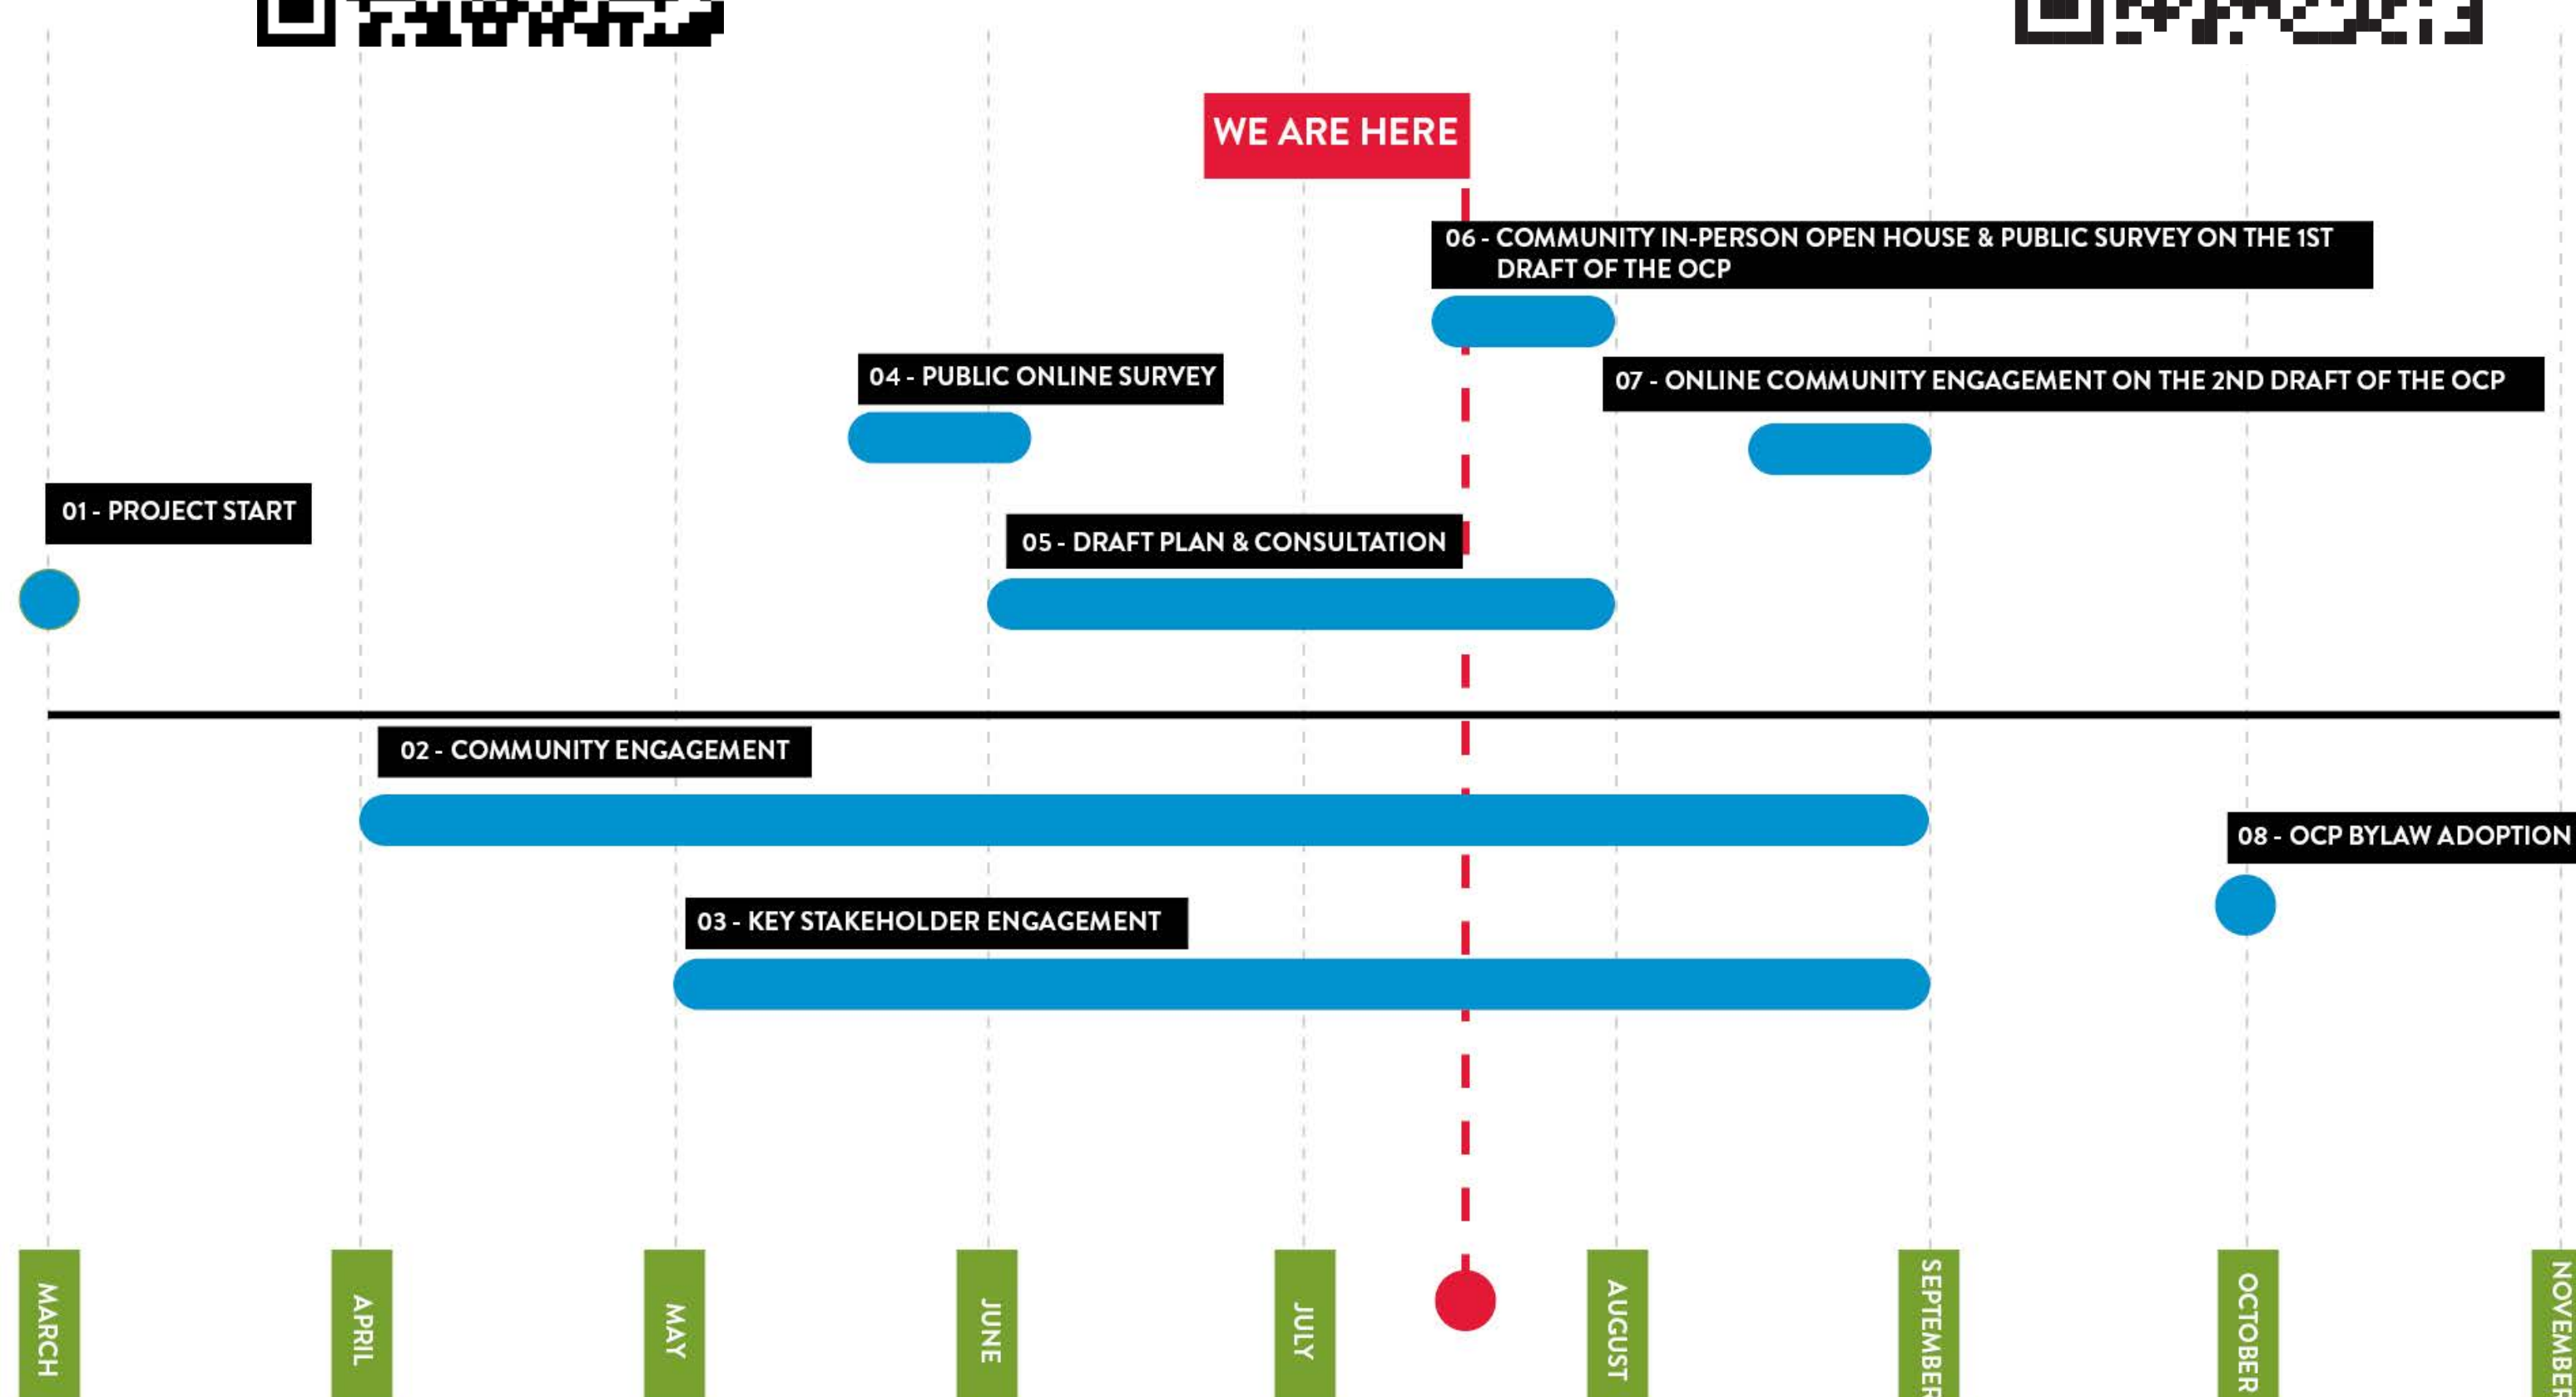 WE ARE HERE
06 - COMMUNITY IN-PERSON OPEN HOUSE & PUBLIC SURVEY ON THE 1ST
DRAFT OF THE OCP
04 - PUBLIC ONLINE SURVEY
07 - ONLINE COMMUNITY ENGAGEMENT ON THE 2ND DRAFT OF THE OCP
01 - PROJECT START
05 - DRAFT PLAN & CONSULTATION
02 - COMMUNITY ENGAGEMENT
08 - OCP BYLAW ADOPTION
03 - KEY STAKEHOLDER ENGAGEMENT
MARCH
APRIL
MAY
JUNE
JULY
AUGUST
SEPTEMBER
OCTOBER
NOVEMBER